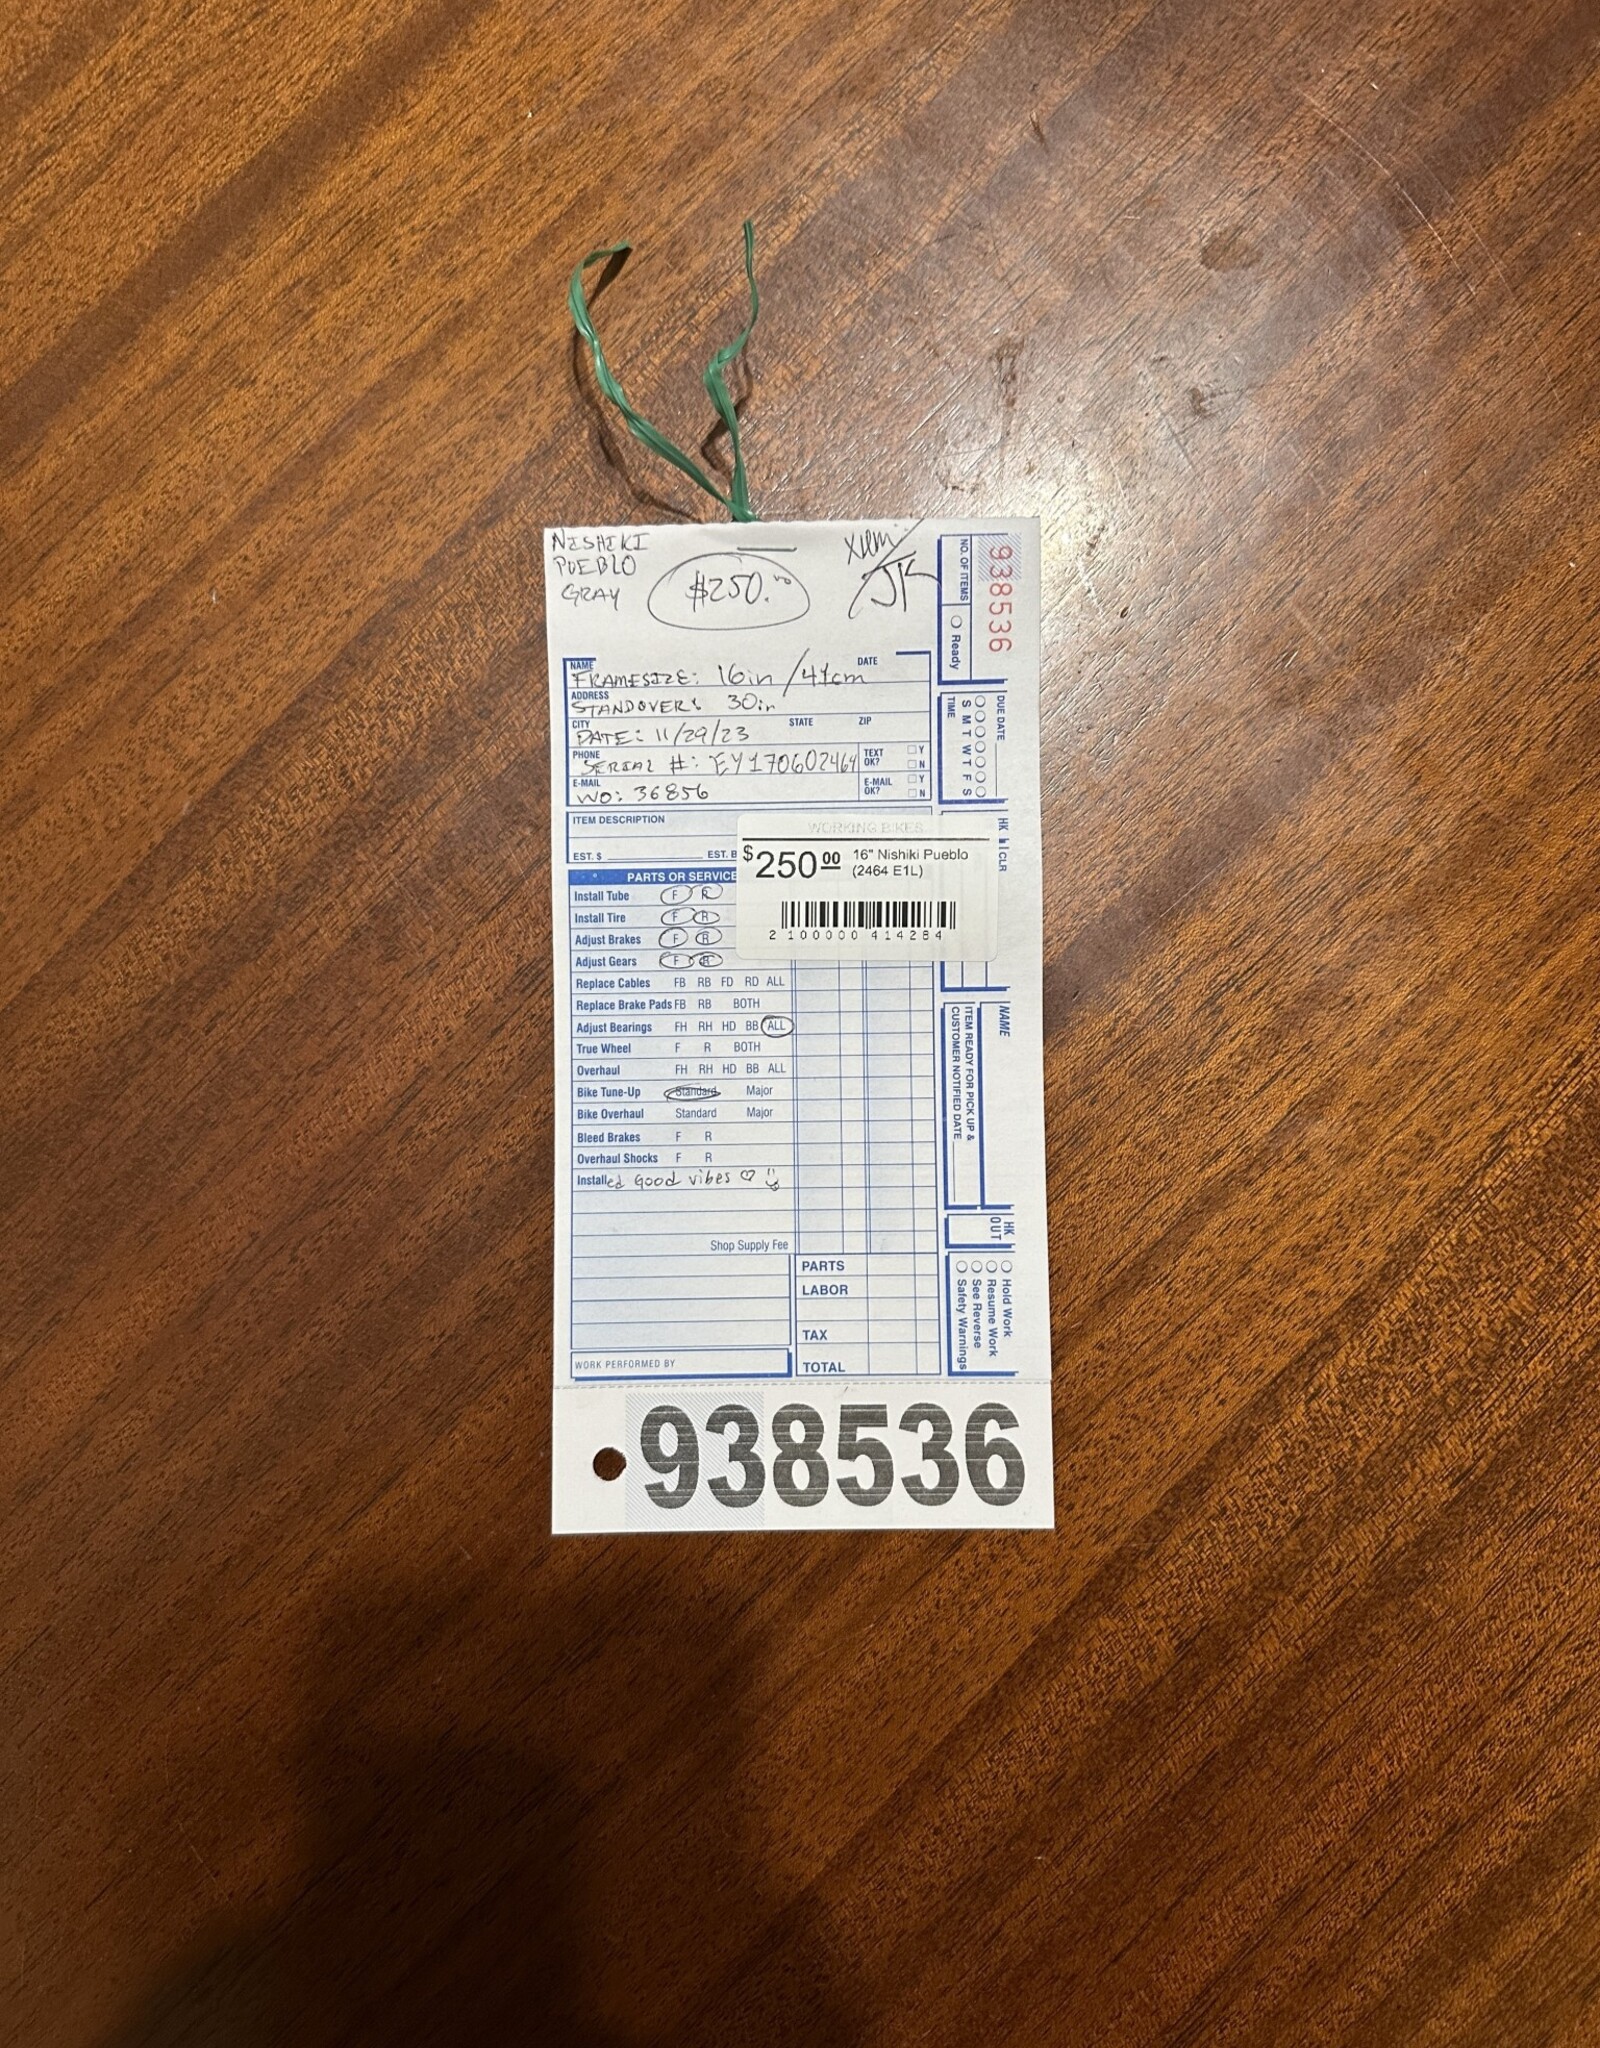 NISHIKI
PUEBLO
GRAY
$250.00
JK
938536
NO. OF ITEMS
Ready
NAME
DATE
FRAMESIZE: 16in/41cm
ADDRESS
STANDOVER: 30in
CITY
STATE
ZIP
DATE: 11/29/23
PHONE
SERIAL #: EY170602464
TEXT OK?
Y
N
E-MAIL
WO: 36856
E-MAIL OK?
Y
N
DUE DATE
S M T W T F S
TIME
ITEM DESCRIPTION
EST. $
EST. B
WORKING BIKES
$250.00 16" Nishiki Pueblo
(2464 E1L)
2 100000 414284
HK
CLR
PARTS OR SERVICE
Install Tube F R
Install Tire F R
Adjust Brakes F R
Adjust Gears F R
Replace Cables FB RB FD RD ALL
Replace Brake Pads FB RB BOTH
Adjust Bearings FH RH HD BB ALL
True Wheel F R BOTH
Overhaul FH RH HD BB ALL
Bike Tune-Up Standard Major
Bike Overhaul Standard Major
Bleed Brakes F R
Overhaul Shocks F R
Installed Good vibes
Shop Supply Fee
PARTS
LABOR
TAX
TOTAL
WORK PERFORMED BY
NAME
ITEM READY FOR PICK UP &
CUSTOMER NOTIFIED DATE
HK
OUT
Hold Work
Resume Work
See Reverse
Safety Warnings
938536